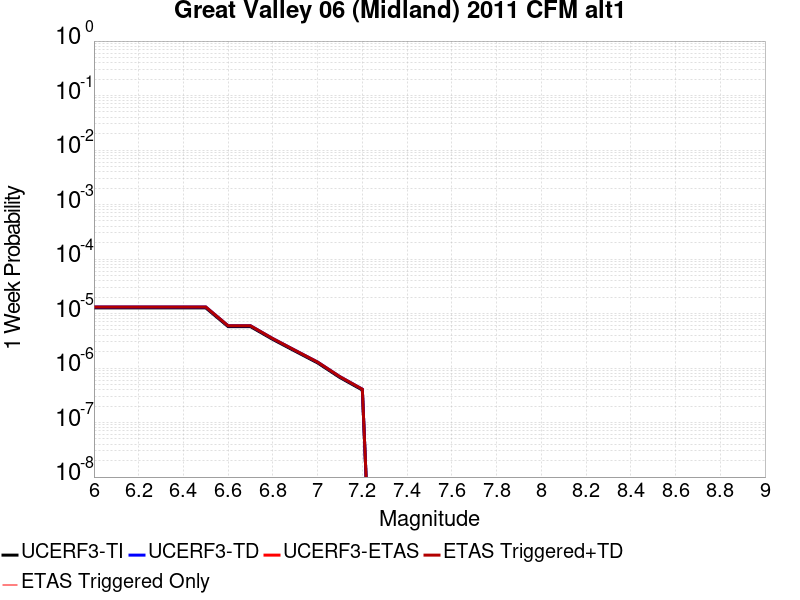 Great Valley 06 (Midland) 2011 CFM alt1
10^0
10^-1
10^-2
10^-3
10^-4
10^-5
10^-6
10^-7
10^-8
1 Week Probability
6 6.2 6.4 6.6 6.8 7 7.2 7.4 7.6 7.8 8 8.2 8.4 8.6 8.8 9
Magnitude
UCERF3-TI UCERF3-TD UCERF3-ETAS ETAS Triggered+TD
ETAS Triggered Only